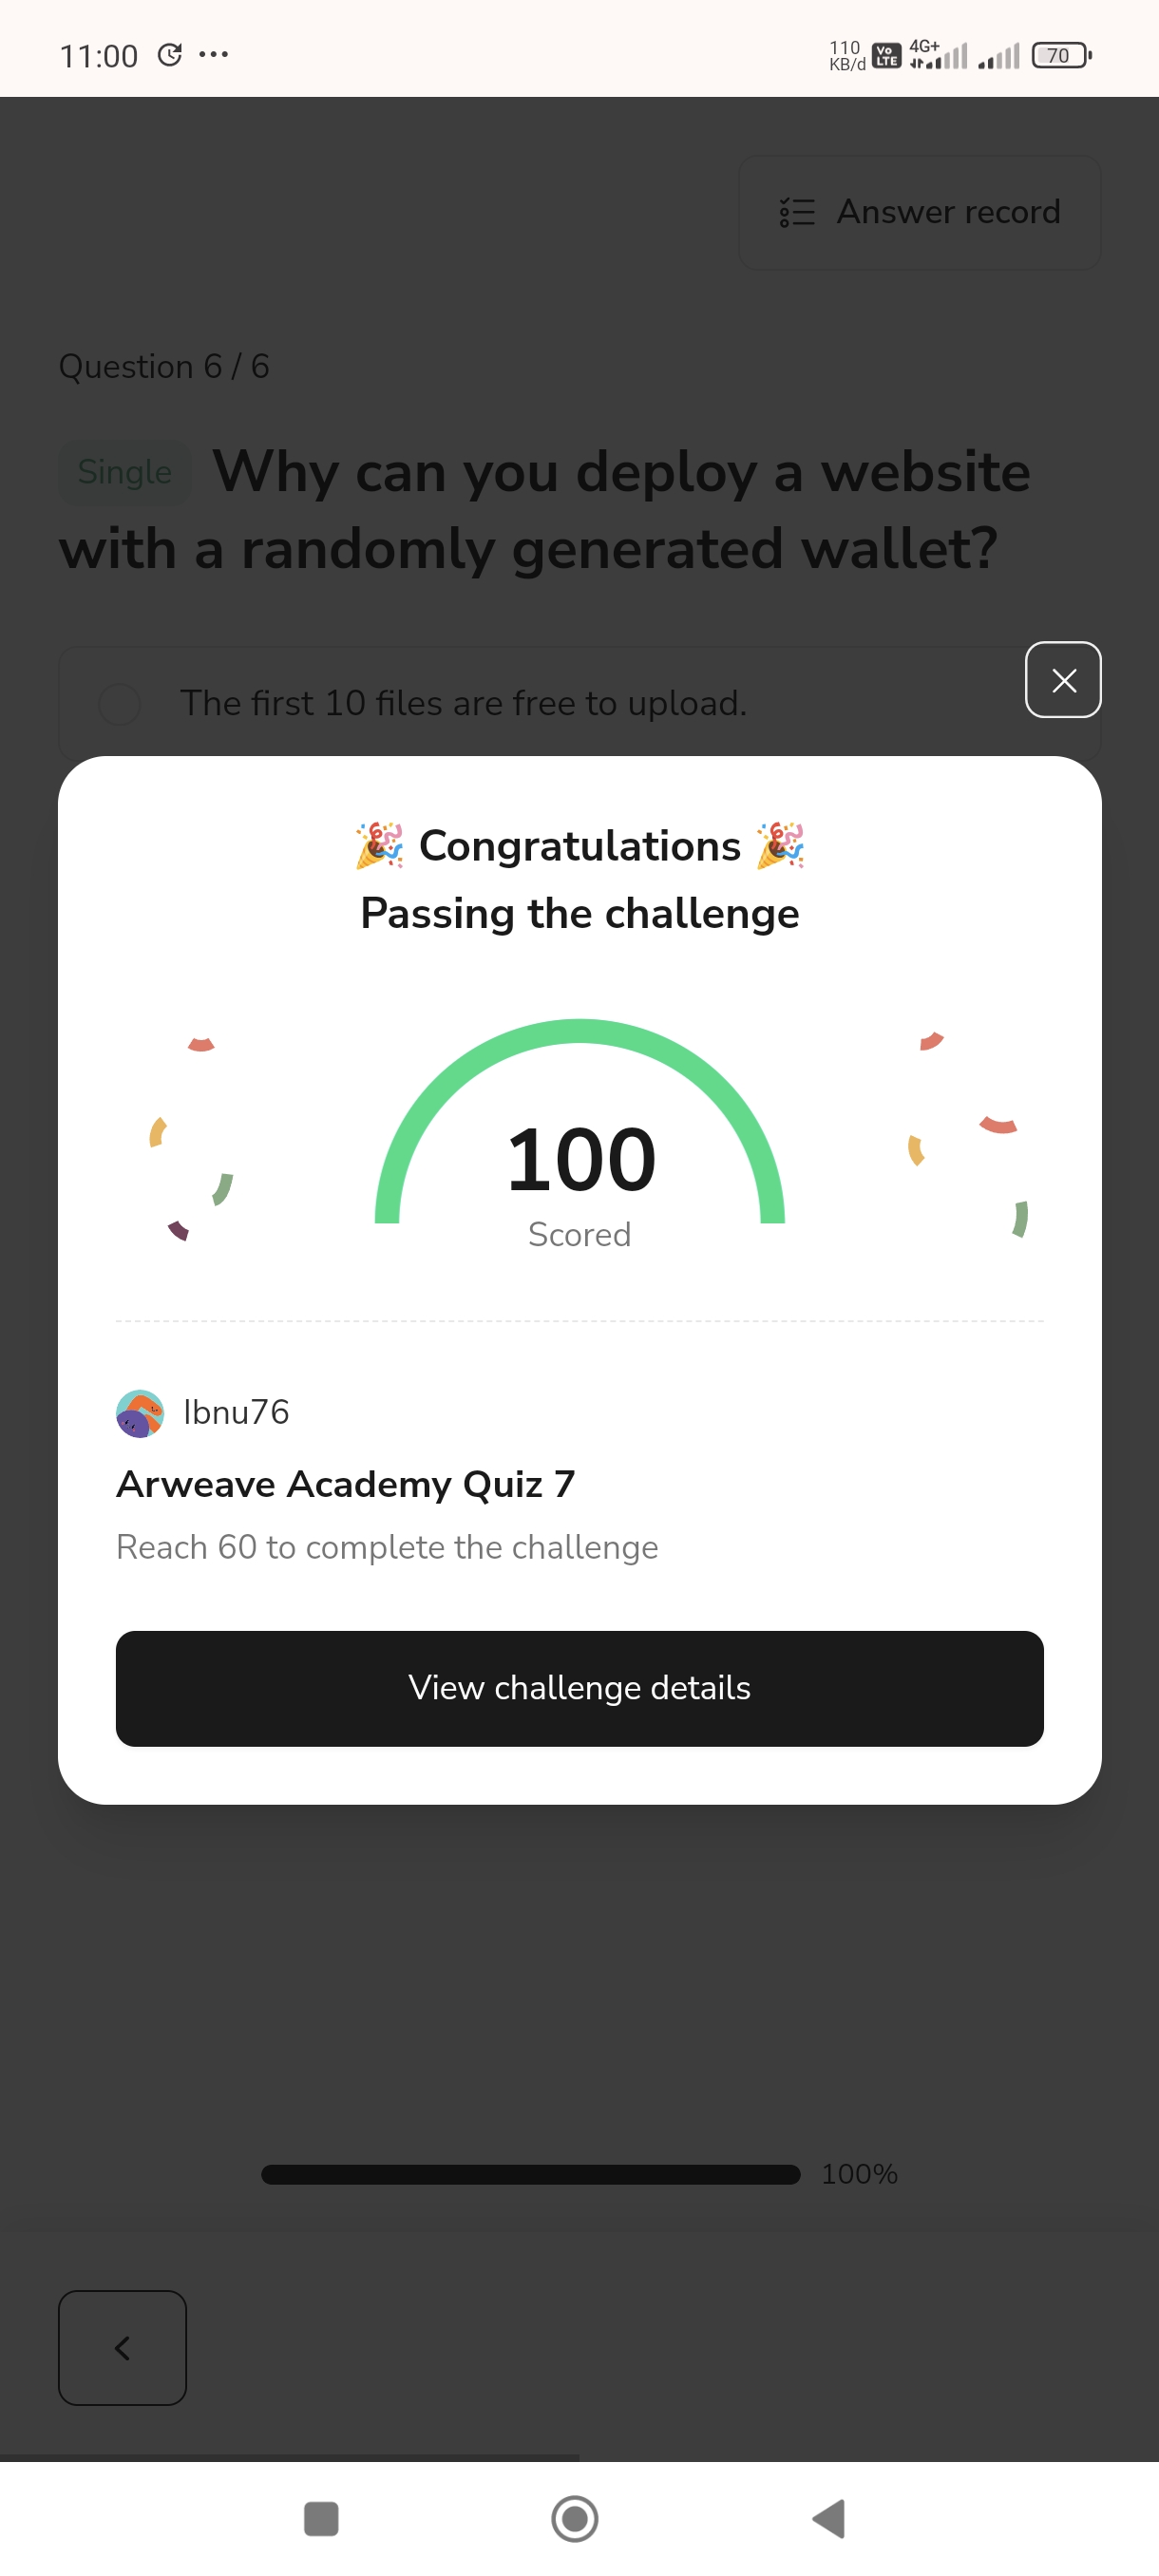 11:00
110
KB/d
Vo
LTE
4G+
70
Answer record
Question 6 / 6
Single Why can you deploy a website
with a randomly generated wallet?
The first 10 files are free to upload.
🎉 Congratulations 🎉
Passing the challenge
100
Scored
Ibnu76
Arweave Academy Quiz 7
Reach 60 to complete the challenge
View challenge details
100%